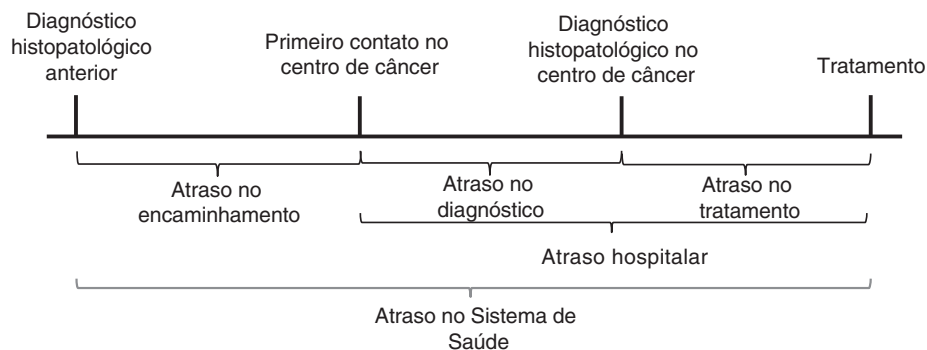 Diagnóstico
histopatológico
anterior
Primeiro contato no
centro de câncer
Diagnóstico
histopatológico no
centro de câncer
Tratamento
Atraso no
encaminhamento
Atraso no
diagnóstico
Atraso no
tratamento
Atraso hospitalar
Atraso no Sistema de
Saúde